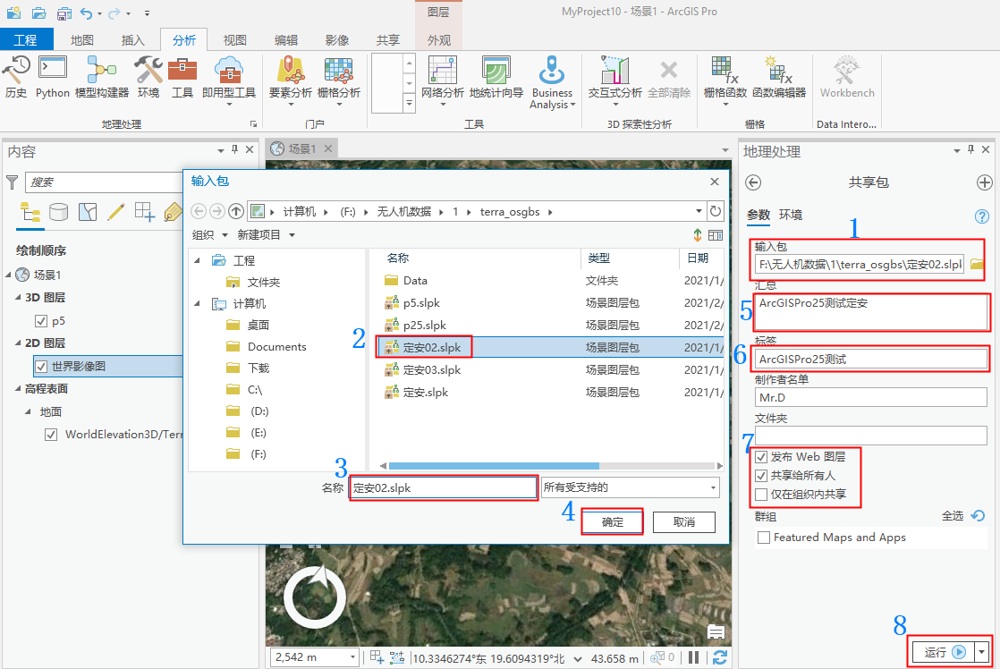 图层
MyProject10 - 场景1 - ArcGIS Pro
工程
地图
插入
分析
视图
编辑
影像
共享
外观
历史
Python
模型构建器
环境
工具
即用型工具
要素分析
栅格分析
网络分析
地统计向导
Business
Analysis
交互式分析
全部清除
栅格函数
函数编辑器
Workbench
地理处理
门户
工具
3D 探索性分析
栅格
Data Intero...
内容
搜索
绘制顺序
场景1
3D 图层
p5
2D 图层
世界影像图
高程表面
地面
WorldElevation3D/Terr
场景1
输入包
计算机
(F:)
无人机数据
1
terra_osgbs
组织
新建项目
工程
文件夹
计算机
桌面
Documents
下载
C:\
(D:)
(E:)
(F:)
名称
类型
日期
Data
文件夹
2021/1/
p5.slpk
场景图层包
2021/2/
p25.slpk
场景图层包
2021/2/
2
定安02.slpk
场景图层包
2021/1/
定安03.slpk
场景图层包
2021/1/
定安.slpk
场景图层包
2021/1/
3
名称
定安02.slpk
所有受支持的
4
确定
取消
2,542 m
10.3346274°东 19.6094319°北
43.658 m
0
地理处理
共享包
参数
环境
1
输入包
F:\无人机数据\1\terra_osgbs\定安02.slpk
汇总
5
ArcGISPro25测试定安
标签
6
ArcGISPro25测试
制作者名单
Mr.D
文件夹
7
发布 Web 图层
共享给所有人
仅在组织内共享
群组
全选
Featured Maps and Apps
8
运行